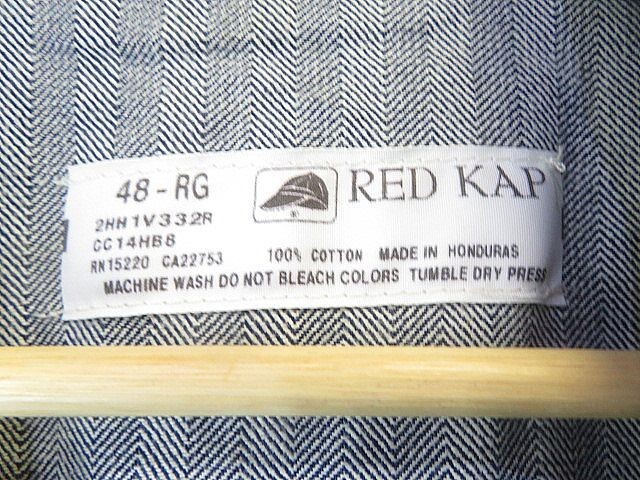 48-RG
RED KAP
®
2HH1V332R
CC14HB8
RN15220 CA22753 100% COTTON MADE IN HONDURAS
MACHINE WASH DO NOT BLEACH COLORS TUMBLE DRY PRESS